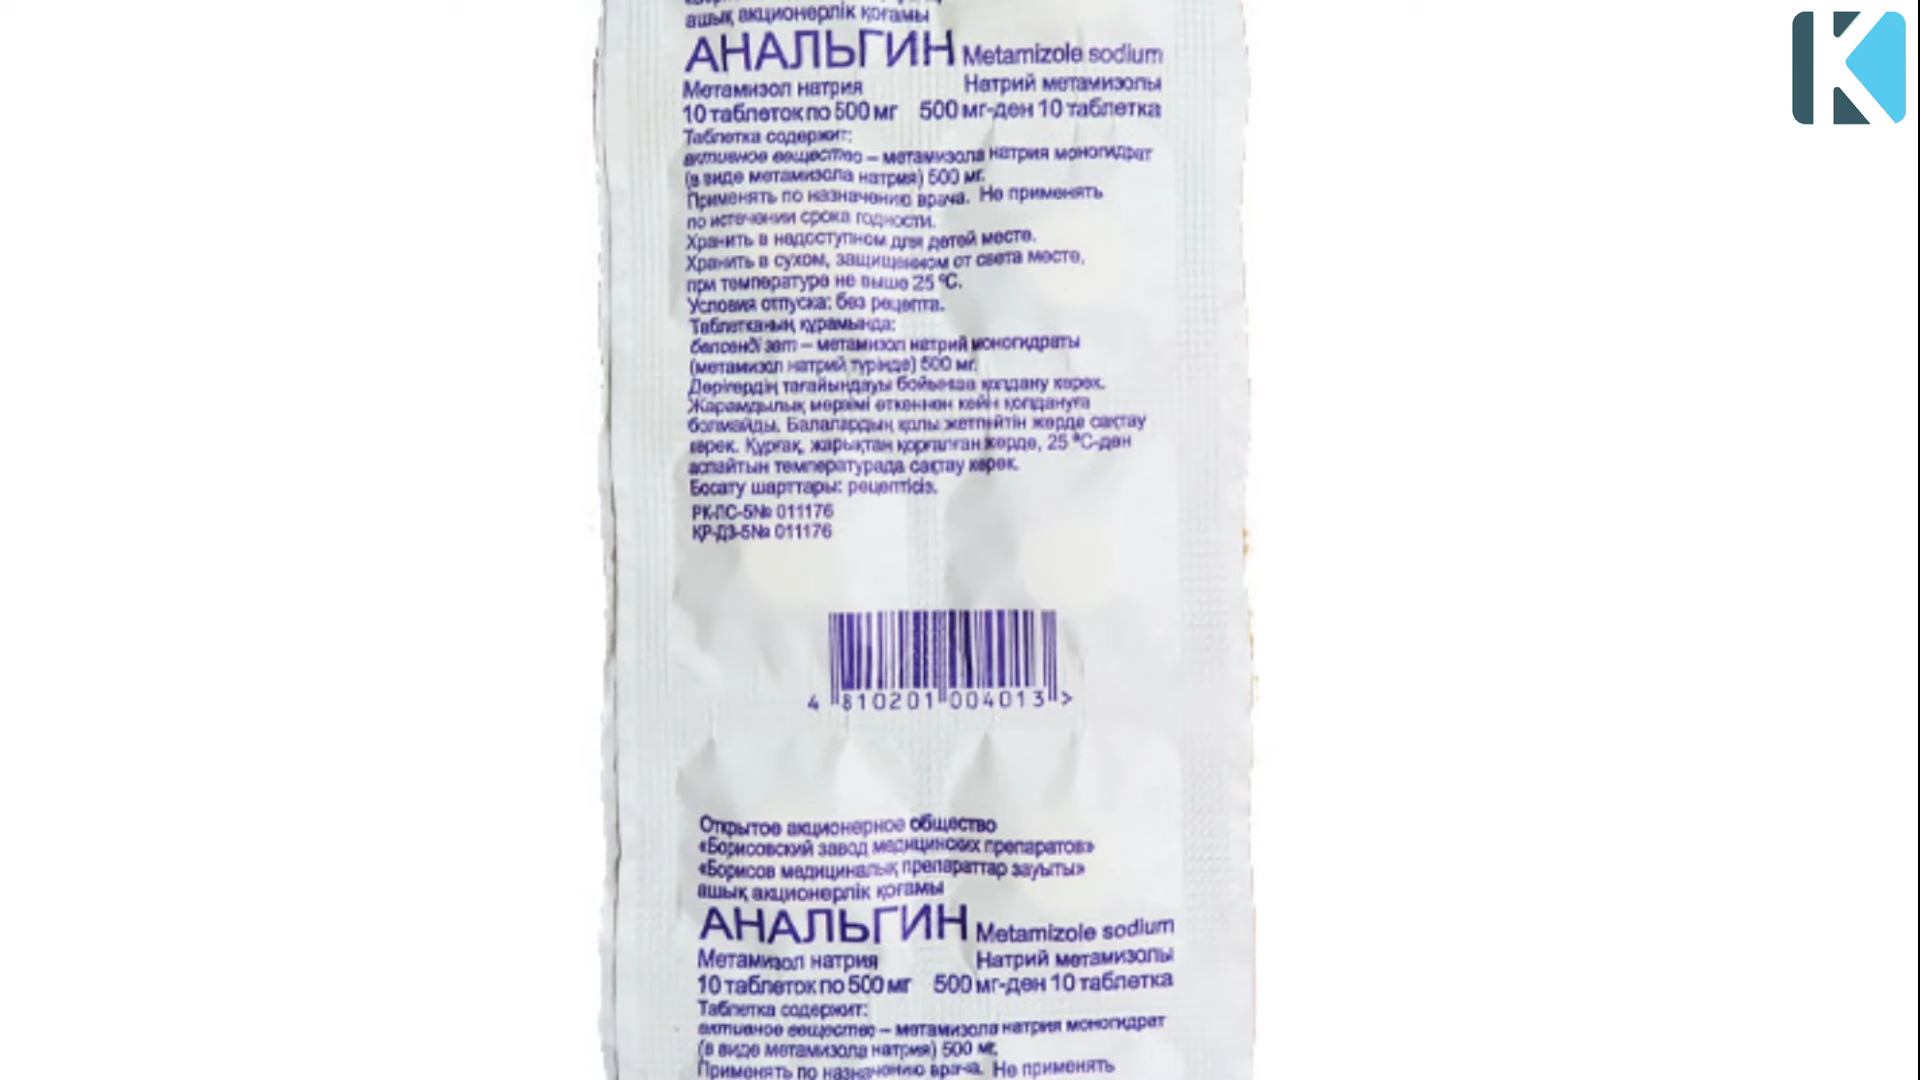 ашық акционерлік қоғамы
АНАЛЬГИН Metamizole sodium
Метамизол натрия Натрий метамизолы
10 таблеток по 500 мг 500 мг-ден 10 таблетка
Таблетка содержит:
активное вещество – метамизола натрия моногидрат
(в виде метамизола натрия) 500 мг.
Применять по назначению врача. Не применять
по истечении срока годности.
Хранить в недоступном для детей месте.
Хранить в сухом, защищенном от света месте,
при температуре не выше 25 °C.
Условия отпуска: без рецепта.
Таблетканың құрамында:
белсенді зат – метамизол натрий моногидраты
(метамизол натрий түрінде) 500 мг.
Дәрігердің тағайындауы бойынша қолдану керек.
Жарамдылық мерзімі өткеннен кейін қолдануға
болмайды. Балалардың қолы жетпейтін жерде сақтау
керек. Құрғақ, жарықтан қорғалған жерде, 25 °C-ден
аспайтын температурада сақтау керек.
Босату шарттары: рецептісіз.
РК-ЛС-5№ 011176
ҚР-ДЗ-5№ 011176
4 810201 004013 >
Открытое акционерное общество
«Борисовский завод медицинских препаратов»
«Борисов медициналық препараттар зауыты»
ашық акционерлік қоғамы
АНАЛЬГИН Metamizole sodium
Метамизол натрия Натрий метамизолы
10 таблеток по 500 мг 500 мг-ден 10 таблетка
Таблетка содержит:
активное вещество – метамизола натрия моногидрат
(в виде метамизола натрия) 500 мг.
Применять по назначению врача. Не применять
K